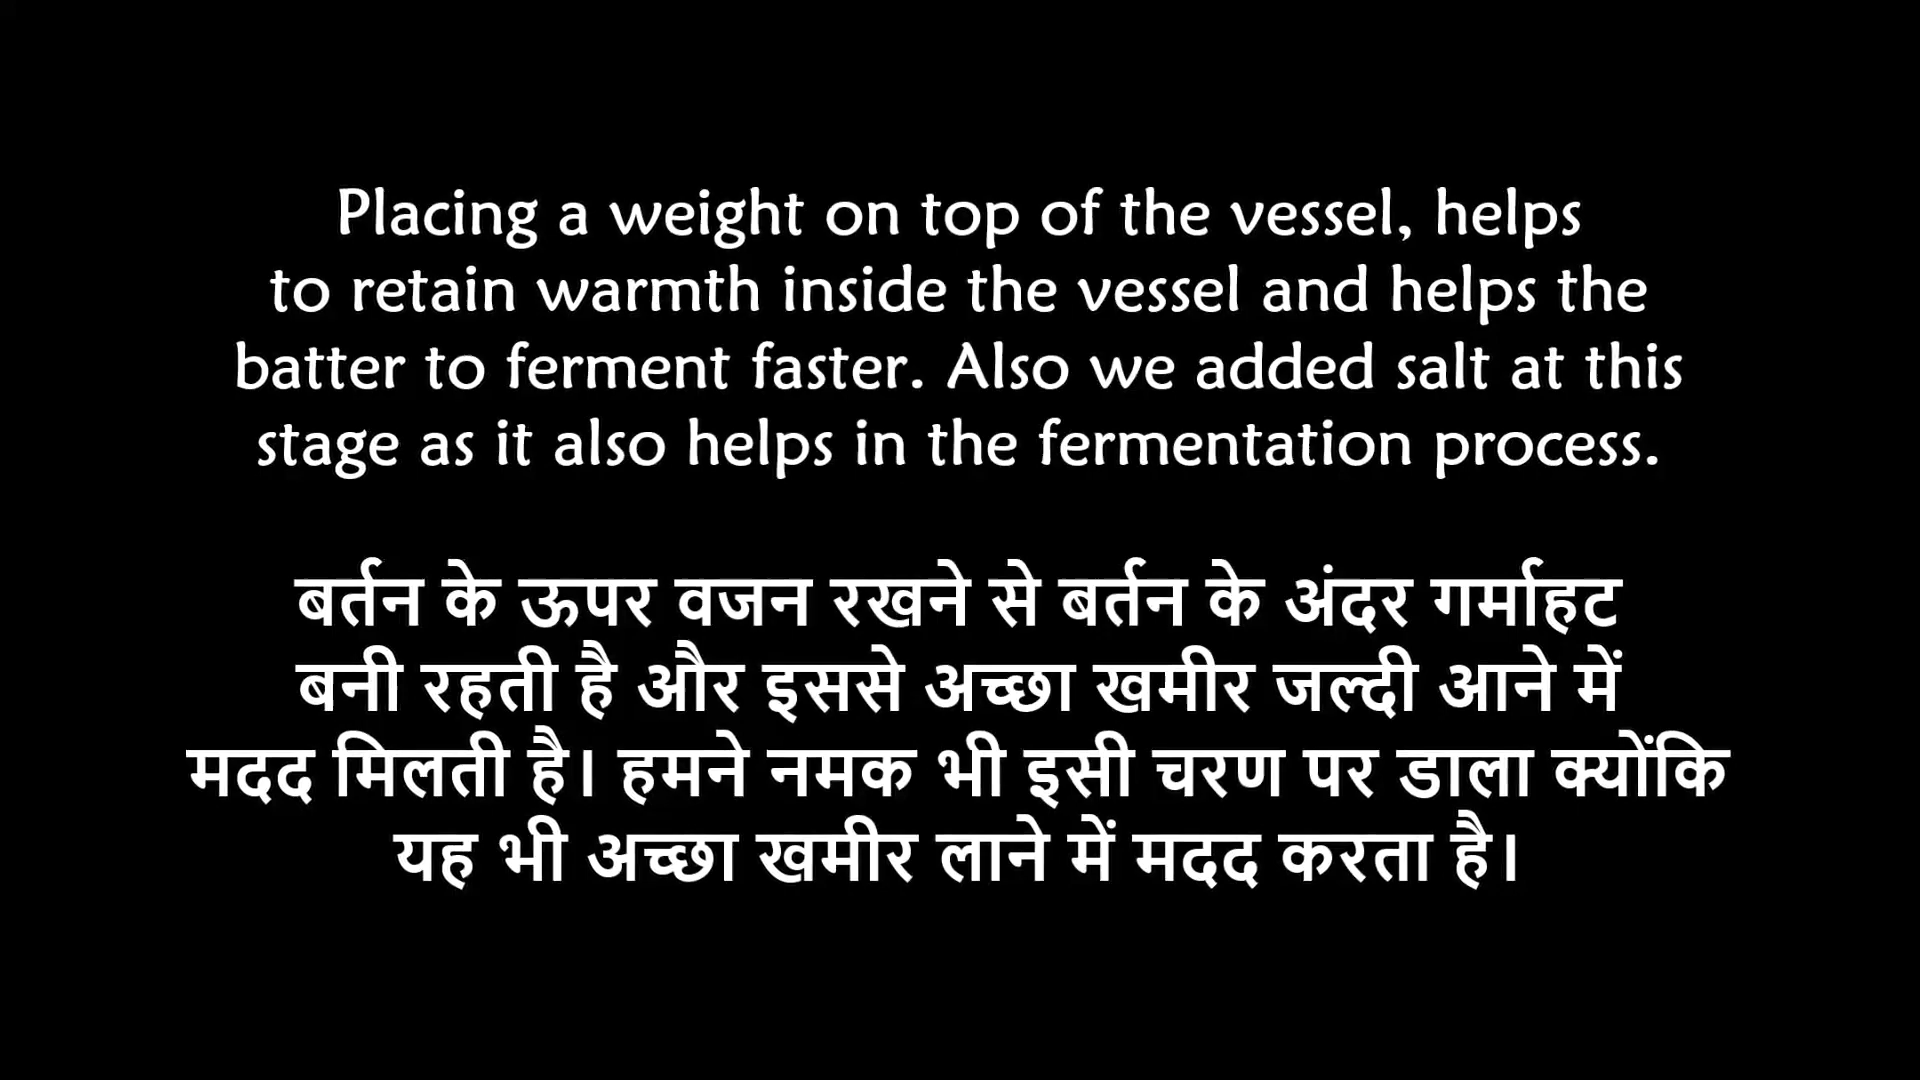 Placing a weight on top of the vessel, helps
to retain warmth inside the vessel and helps the
batter to ferment faster. Also we added salt at this
stage as it also helps in the fermentation process.
बर्तन के ऊपर वजन रखने से बर्तन के अंदर गर्माहट
बनी रहती है और इससे अच्छा खमीर जल्दी आने में
मदद मिलती है। हमने नमक भी इसी चरण पर डाला क्योंकि
यह भी अच्छा खमीर लाने में मदद करता है।